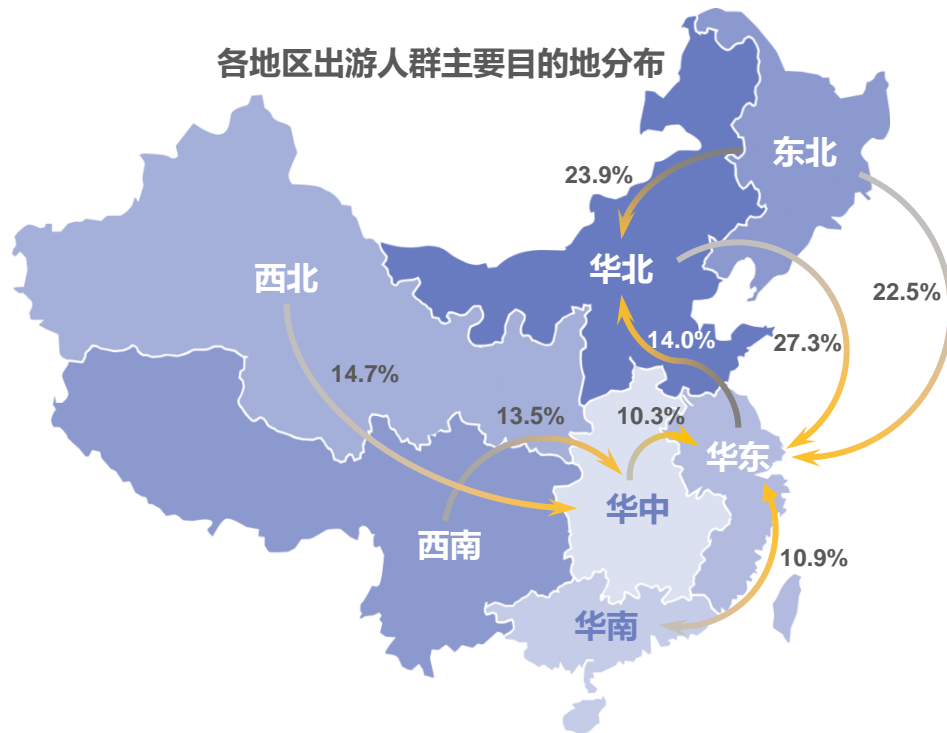 各地区出游人群主要目的地分布
东北
23.9%
华北
西北
22.5%
14.0%
27.3%
14.7%
13.5%
10.3%
华东
华中
西南
10.9%
华南